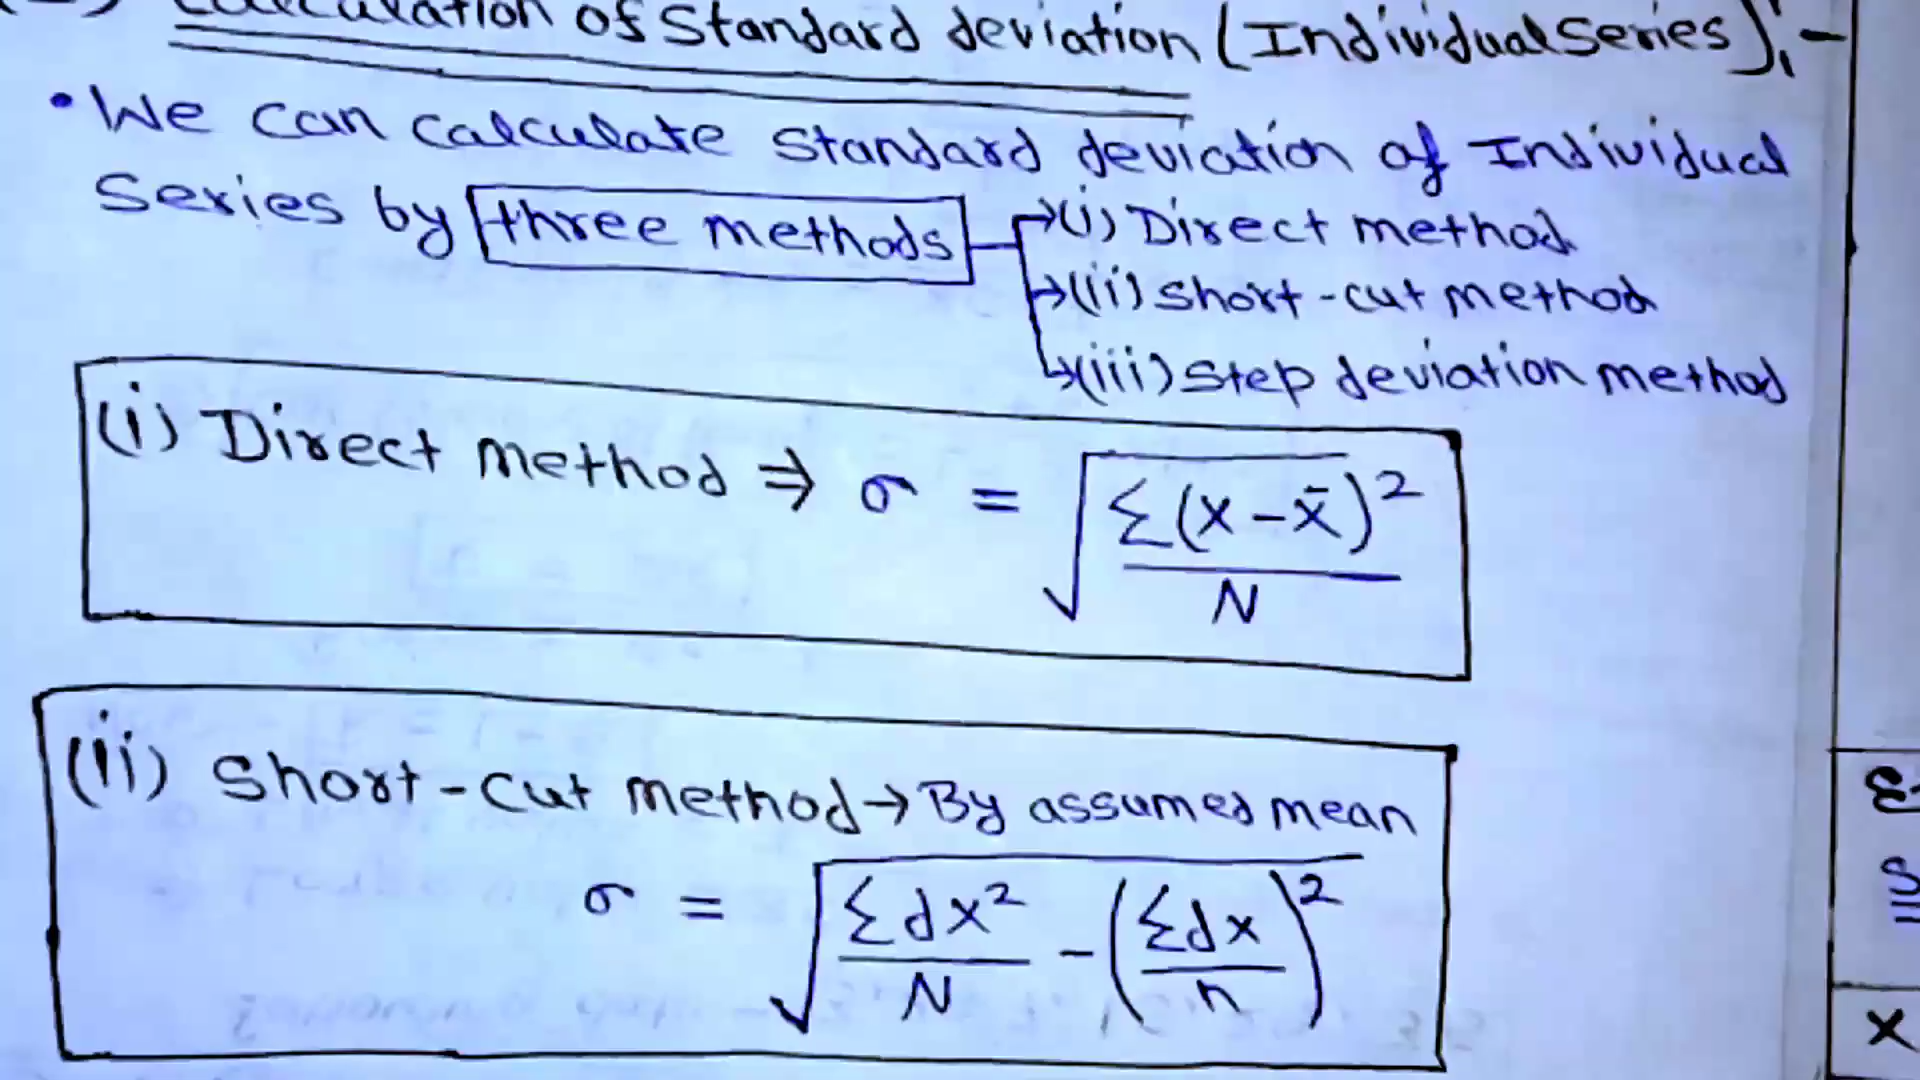 Calculation of Standard deviation (Individual Series) :-
• We can calculate standard deviation of Individual
Series by three methods → (i) Direct method
→ (ii) Short-cut method
→ (iii) Step deviation method
(i) Direct method ⇒ σ = √(Σ(x-x̄)²/N)
(ii) Short-cut method → By assumed mean
σ = √(Σdx²/N - (Σdx/n)²)
X